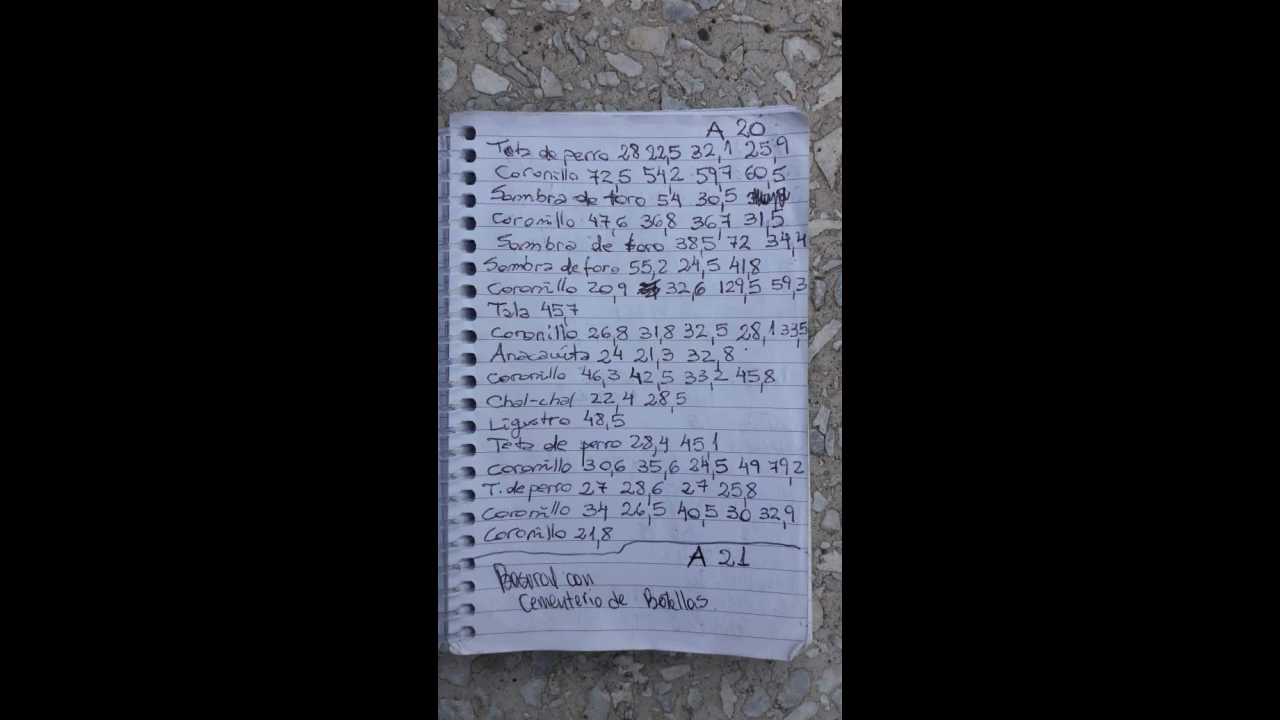 A 20
Teta de perro 28 22,5 32,1 25,9
Coronillo 72,5 54,2 59,7 60,5
Sombra de toro 54 30,5
Coronillo 47,6 36,8 36,7 31,5
Sombra de toro 38,5 72 34,4
Sombra de toro 55,2 24,5 41,8
Coronillo 20,9 32,6 129,5 59,3
Tala 45,7
Coronillo 26,8 31,8 32,5 28,1 33,5
Anacauita 24 21,3 32,8
Coronillo 46,3 42,5 33,2 45,8
Chal-chal 22,4 28,5
Ligustro 48,5
Teta de perro 28,4 45,1
Coronillo 30,6 35,6 24,5 49 79,2
T. de perro 27 28,6 27 25,8
Coronillo 34 26,5 40,5 30 32,9
Coronillo 21,8
A 21
Basural con
Cementerio de Botellas